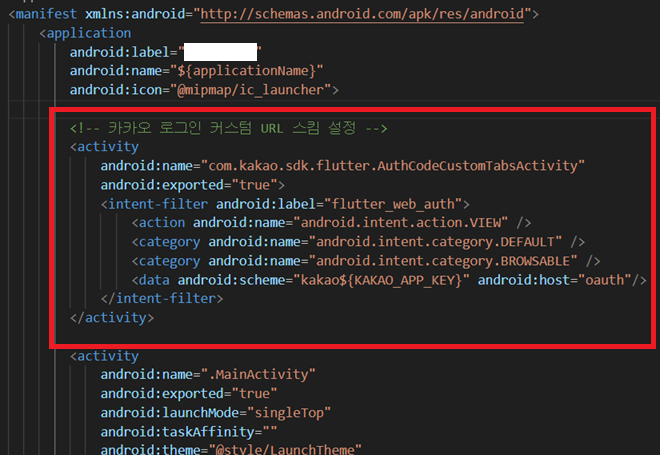 <manifest xmlns:android="http://schemas.android.com/apk/res/android">
<application
android:label="            "
android:name="${applicationName}"
android:icon="@mipmap/ic_launcher">
<!-- 카카오 로그인 커스텀 URL 스킴 설정 -->
<activity
android:name="com.kakao.sdk.flutter.AuthCodeCustomTabsActivity"
android:exported="true">
<intent-filter android:label="flutter_web_auth">
<action android:name="android.intent.action.VIEW" />
<category android:name="android.intent.category.DEFAULT" />
<category android:name="android.intent.category.BROWSABLE" />
<data android:scheme="kakao${KAKAO_APP_KEY}" android:host="oauth"/>
</intent-filter>
</activity>
<activity
android:name=".MainActivity"
android:exported="true"
android:launchMode="singleTop"
android:taskAffinity=""
android:theme="@style/LaunchTheme"